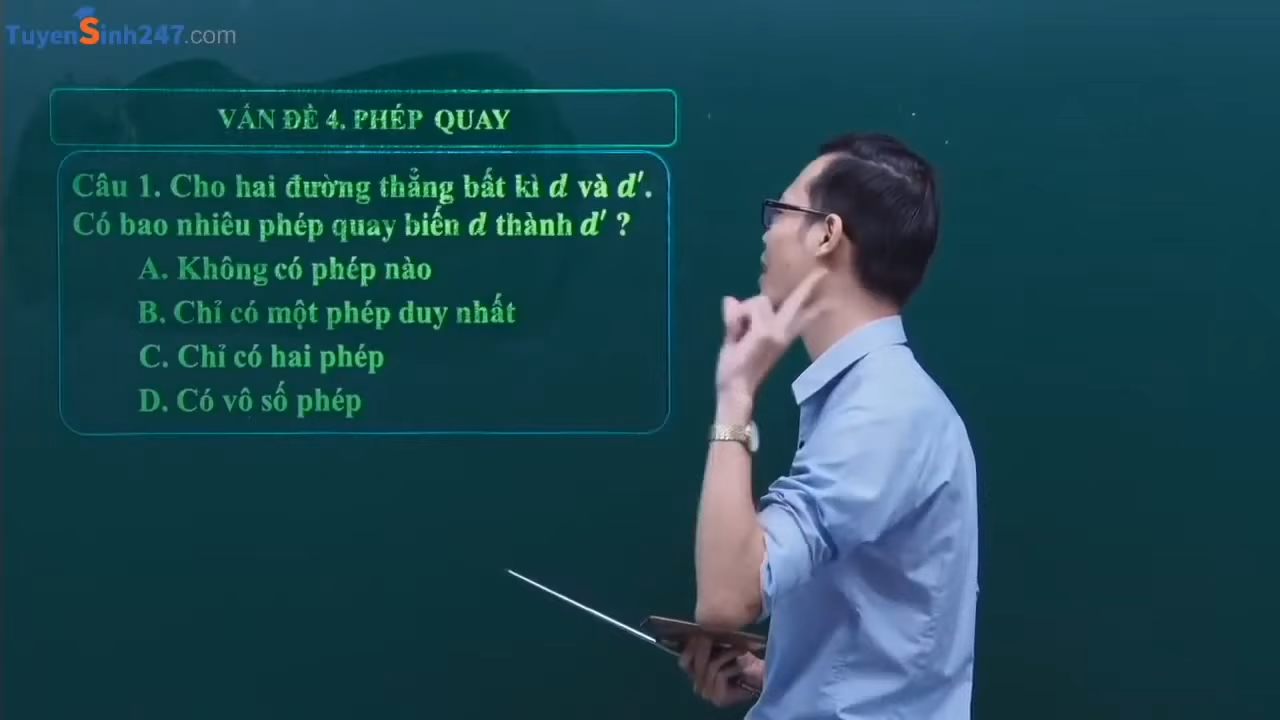 TuyenSinh247.com
VẤN ĐỀ 4. PHÉP QUAY
Câu 1. Cho hai đường thẳng bất kì d và d′.
Có bao nhiêu phép quay biến d thành d′ ?
A. Không có phép nào
B. Chỉ có một phép duy nhất
C. Chỉ có hai phép
D. Có vô số phép